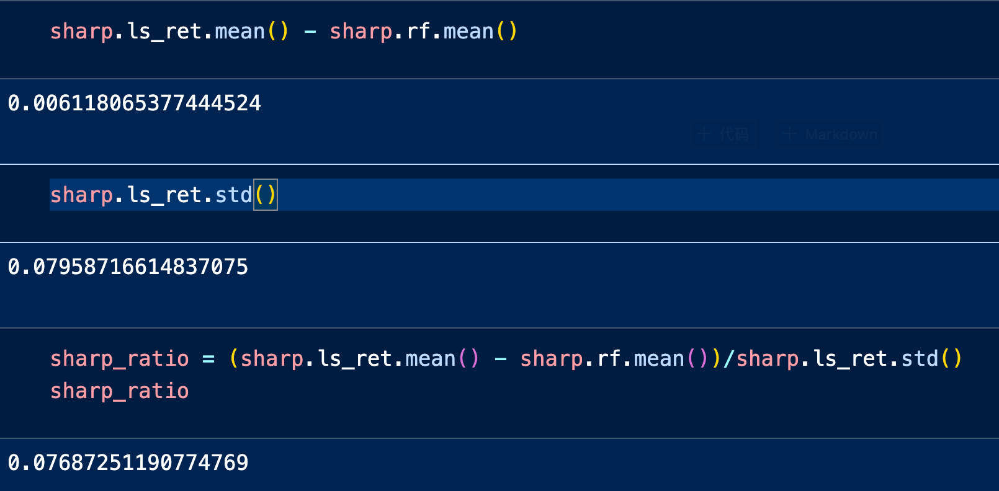 sharp.ls_ret.mean() - sharp.rf.mean()
0.006118065377444524
+ 代码 + Markdown
sharp.ls_ret.std()
0.07958716614837075
sharp_ratio = (sharp.ls_ret.mean() - sharp.rf.mean())/sharp.ls_ret.std()
sharp_ratio
0.07687251190774769